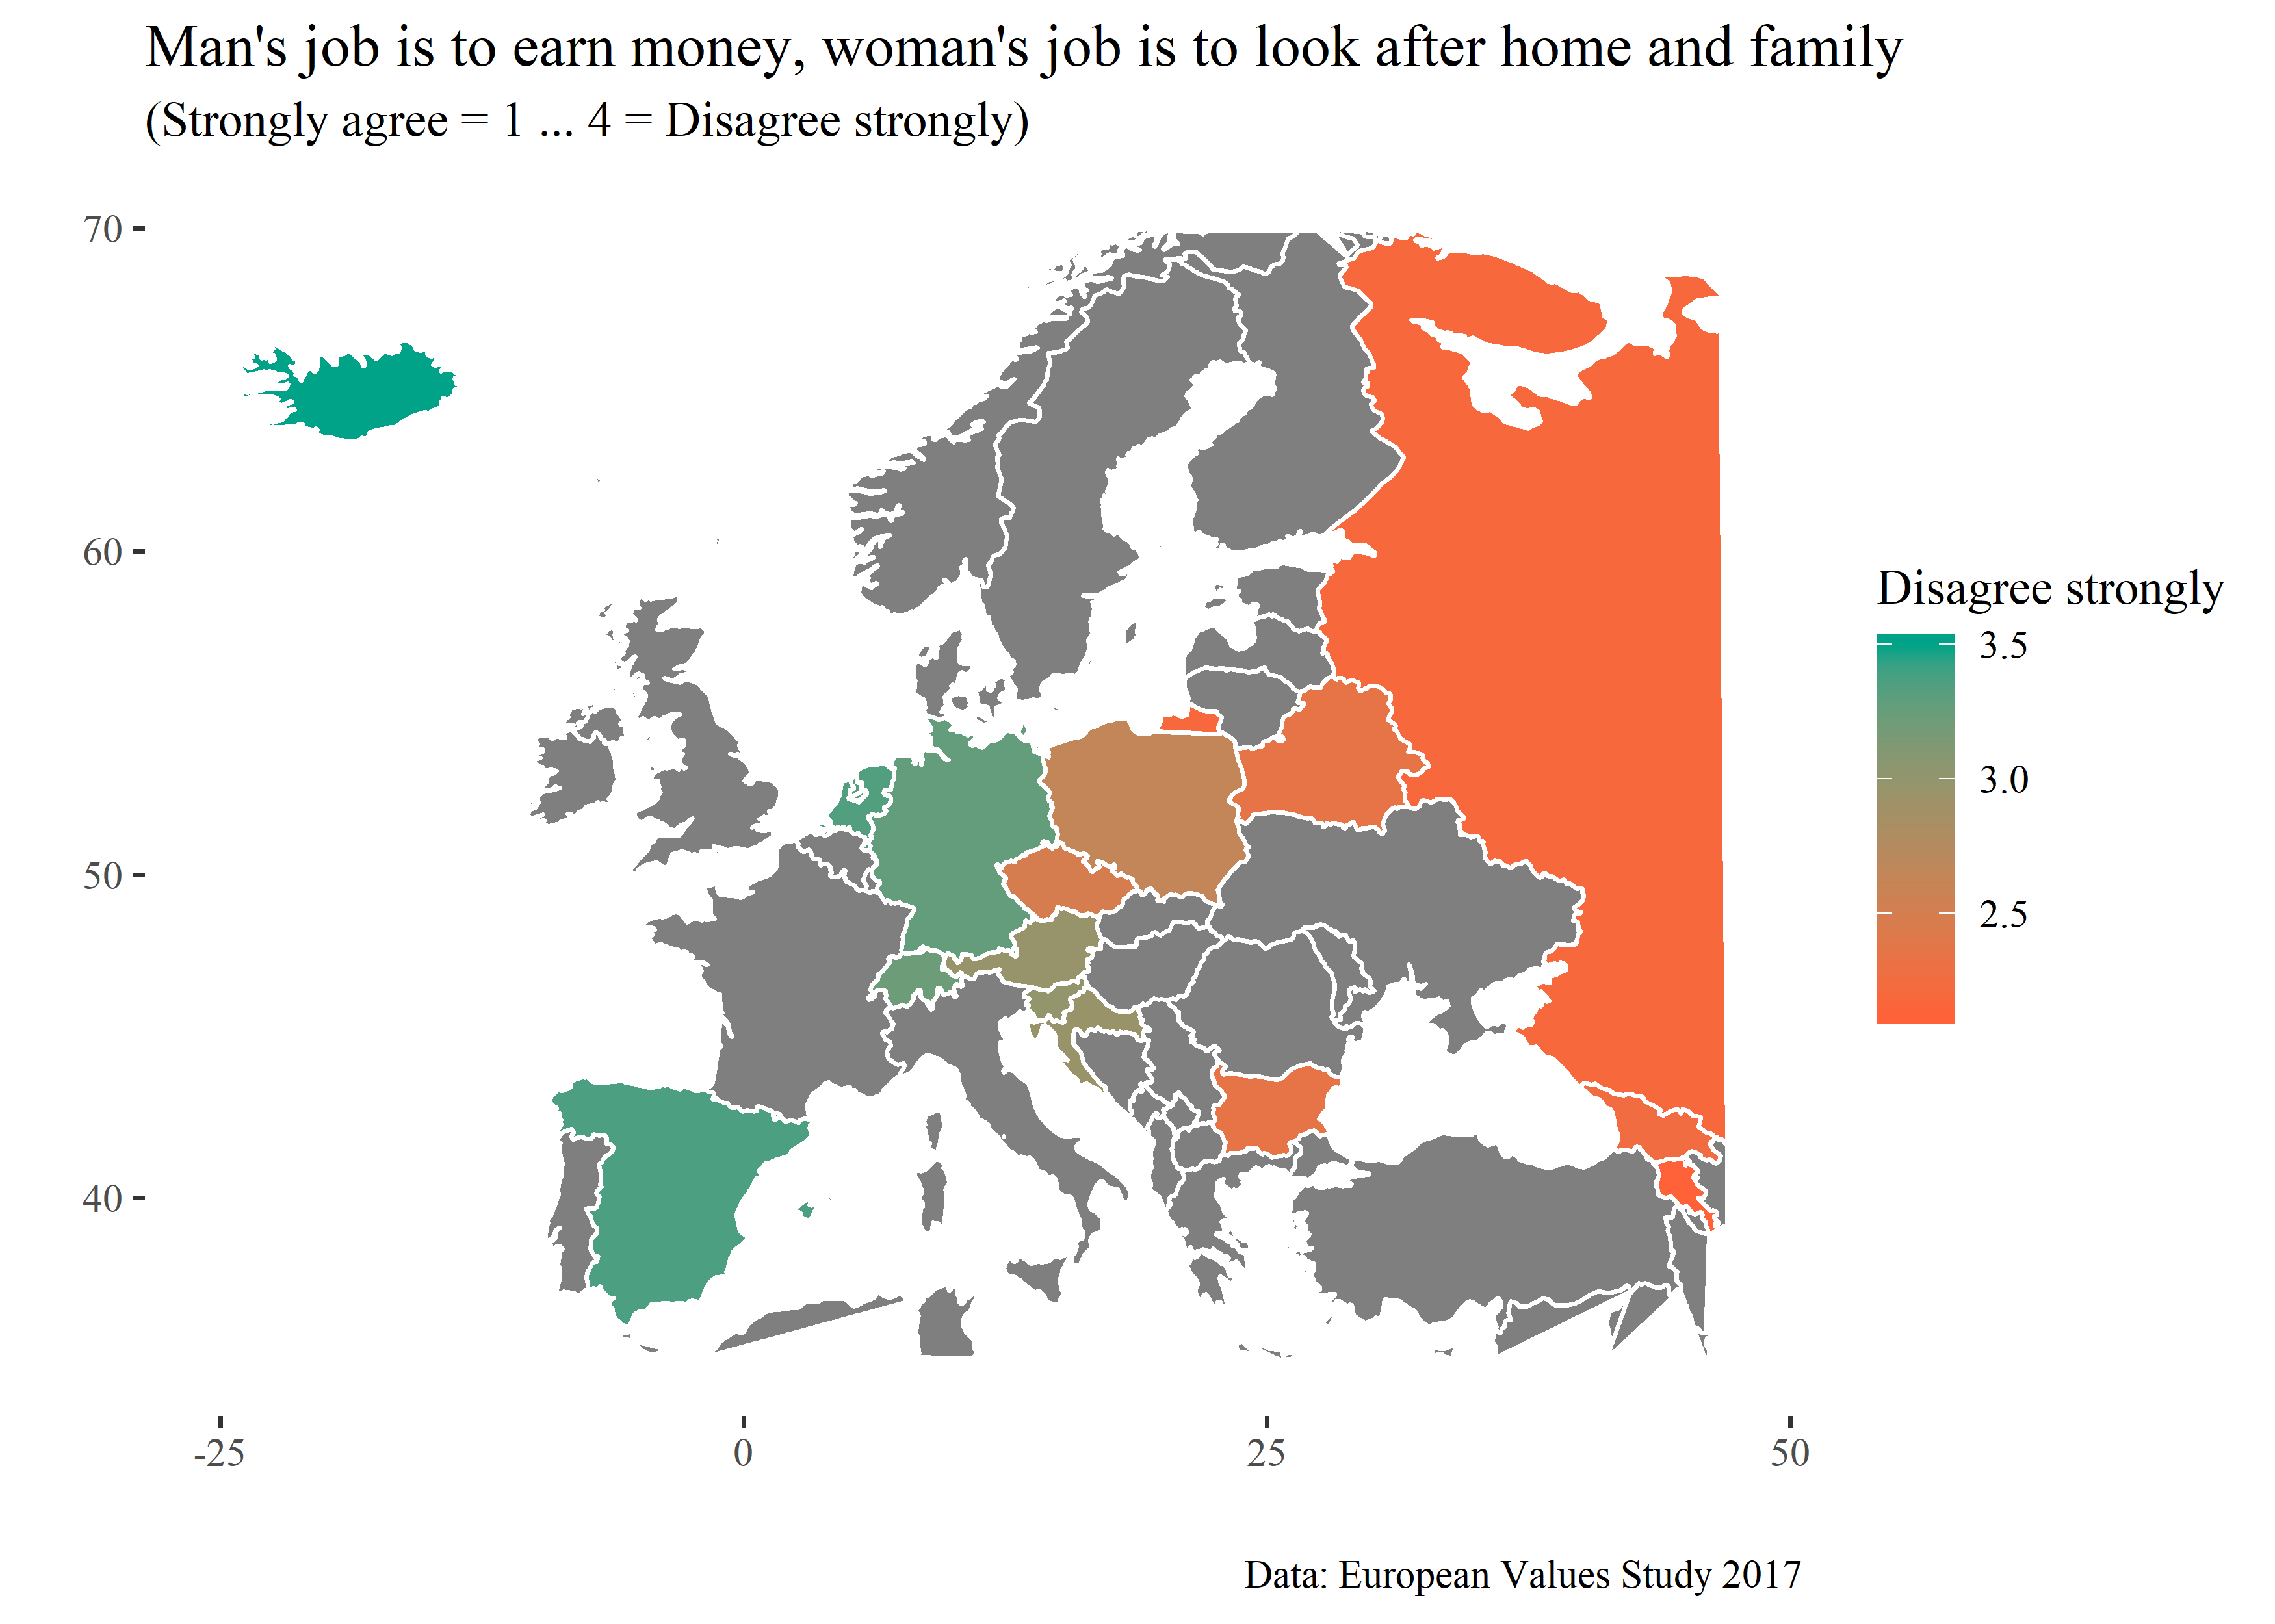 Man's job is to earn money, woman's job is to look after home and family
(Strongly agree = 1 ... 4 = Disagree strongly)
70
60
50
40
-25
0
25
50
Disagree strongly
3.5
3.0
2.5
Data: European Values Study 2017